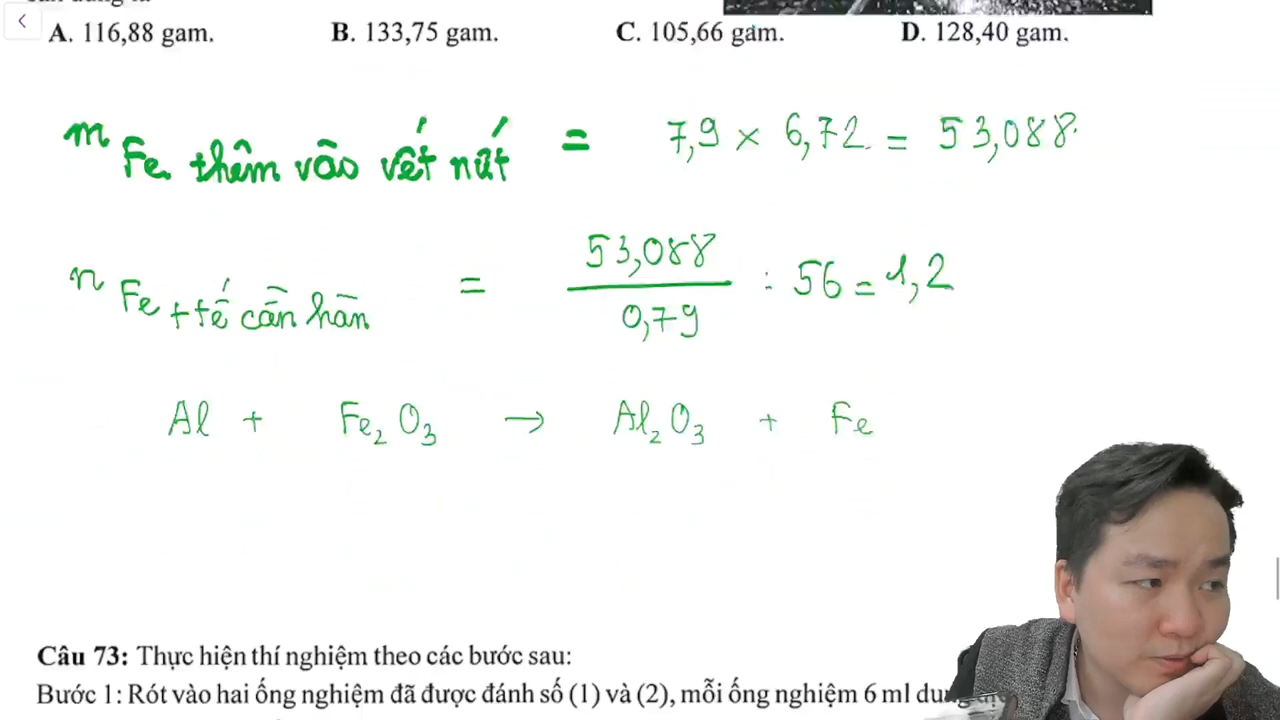 A. 116,88 gam. B. 133,75 gam. C. 105,66 gam. D. 128,40 gam.
m Fe thêm vào vết nứt = 7,9 × 6,72 = 53,088
n Fe ttế cần hàn = 53,088 / 0,79 : 56 = 1,2
Al + Fe₂O₃ → Al₂O₃ + Fe
Câu 73: Thực hiện thí nghiệm theo các bước sau:
Bước 1: Rót vào hai ống nghiệm đã được đánh số (1) và (2), mỗi ống nghiệm 6 ml